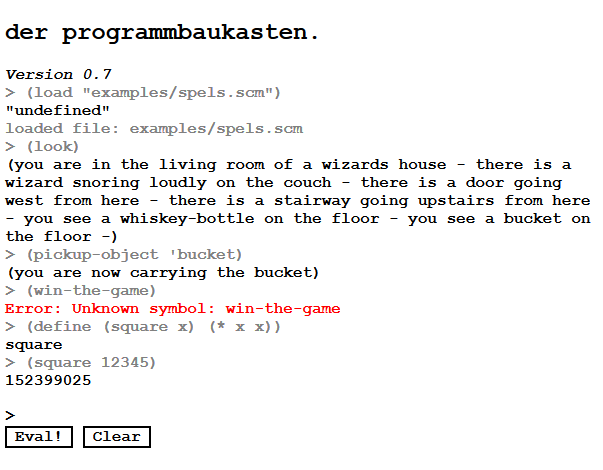 der programmbaukasten.
Version 0.7
> (load "examples/spels.scm")
"undefined"
loaded file: examples/spels.scm
> (look)
(you are in the living room of a wizards house - there is a
wizard snoring loudly on the couch - there is a door going
west from here - there is a stairway going upstairs from here
- you see a whiskey-bottle on the floor - you see a bucket on
the floor -)
> (pickup-object 'bucket)
(you are now carrying the bucket)
> (win-the-game)
Error: Unknown symbol: win-the-game
> (define (square x) (* x x))
square
> (square 12345)
152399025
>
Eval! Clear